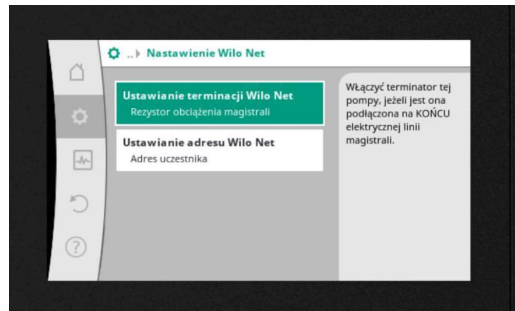 ..▸ Nastawienie Wilo Net
Ustawianie terminacji Wilo Net
Rezystor obciążenia magistrali
Ustawianie adresu Wilo Net
Adres uczestnika
Włączyć terminator tej
pompy, jeżeli jest ona
podłączona na KOŃCU
elektrycznej linii
magistrali.